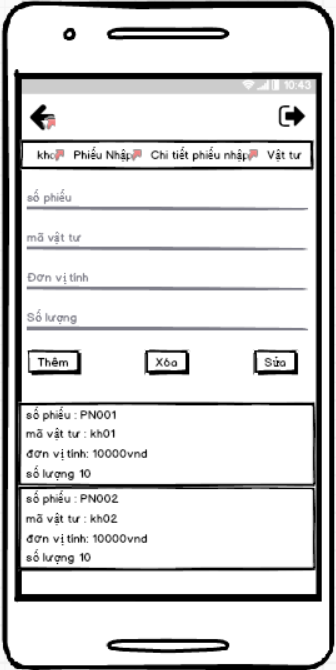 10:43
kho Phiếu Nhập Chi tiết phiếu nhập Vật tư
số phiếu
mã vật tư
Đơn vị tính
Số lượng
Thêm Xóa Sửa
số phiếu : PN001
mã vật tư : kh01
đơn vị tính: 10000vnd
số lượng 10
số phiếu : PN002
mã vật tư : kh02
đơn vị tính: 10000vnd
số lượng 10